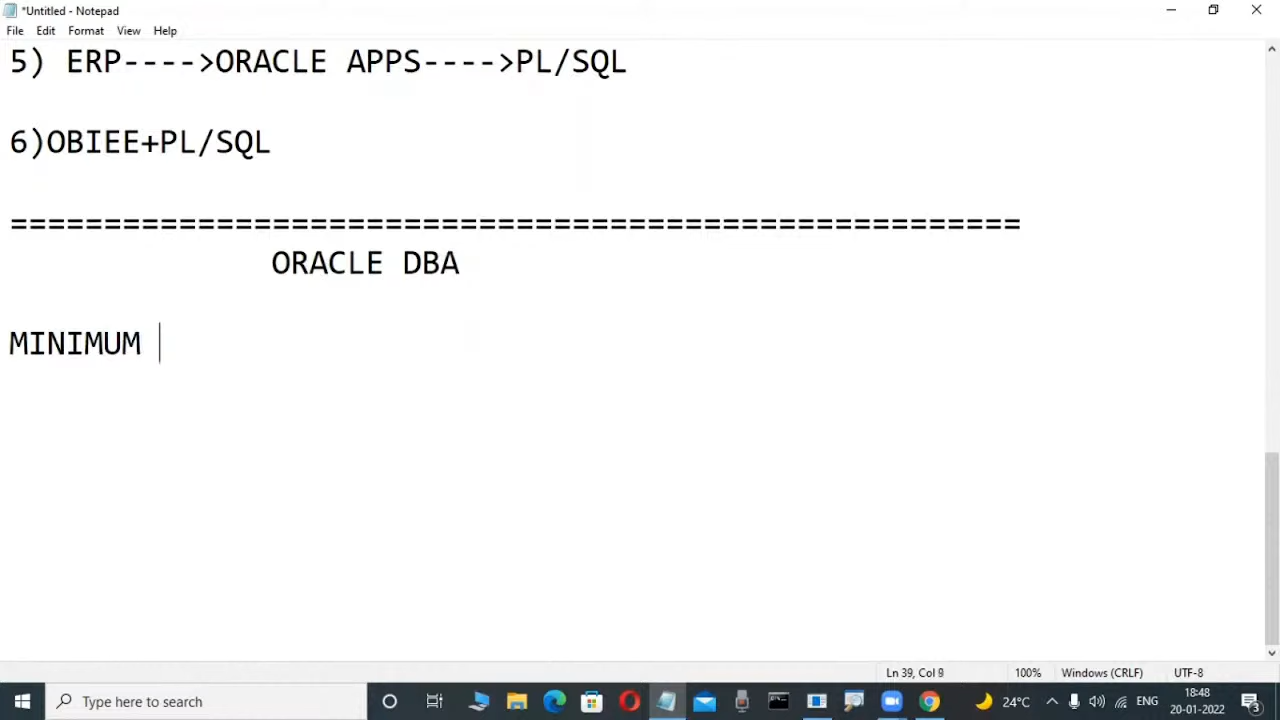 *Untitled - Notepad
File Edit Format View Help
5) ERP---->ORACLE APPS---->PL/SQL
6)OBIEE+PL/SQL
======================================================
ORACLE DBA
MINIMUM
Ln 39, Col 9 100% Windows (CRLF) UTF-8
Type here to search
24°C ENG 18:48
20-01-2022
3